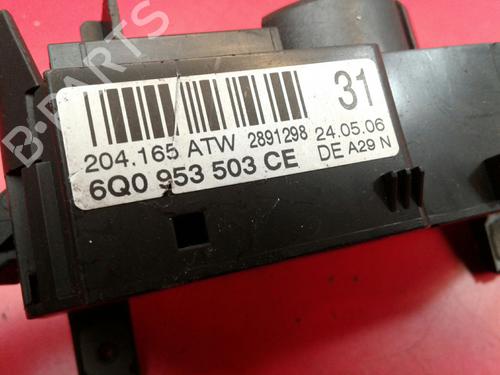 B-PARTS
31
204.165 ATW 2891298 24.05.06
6Q0 953 503 CE DE A29 N